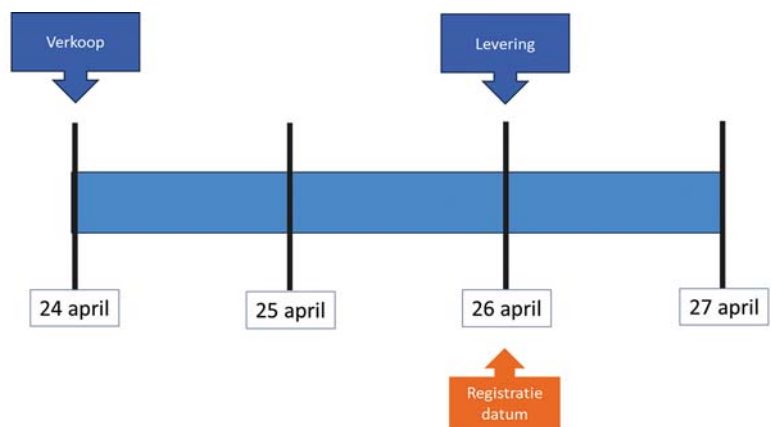 Verkoop
Levering
24 april
25 april
26 april
27 april
Registratie
datum